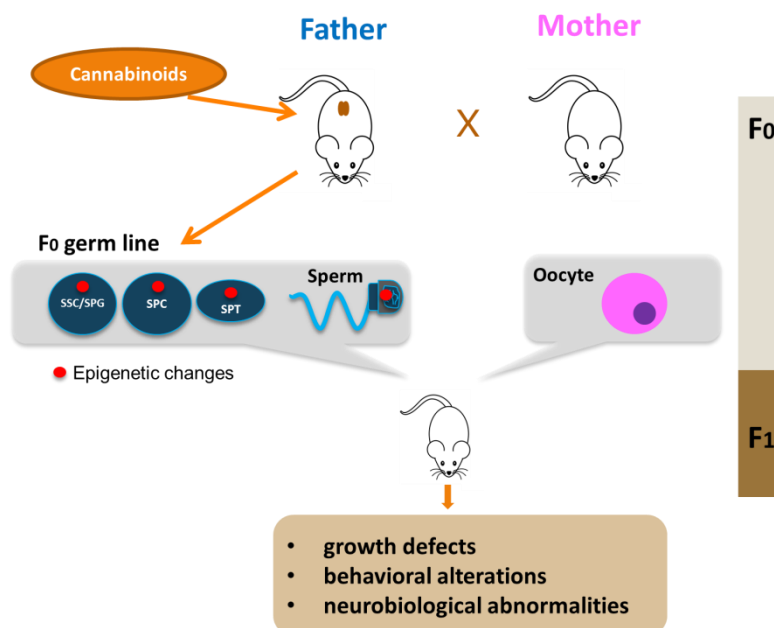 Father
Mother
Cannabinoids
X
F0
F0 germ line
SSC/SPG
SPC
SPT
Sperm
Oocyte
Epigenetic changes
F1
• growth defects
• behavioral alterations
• neurobiological abnormalities